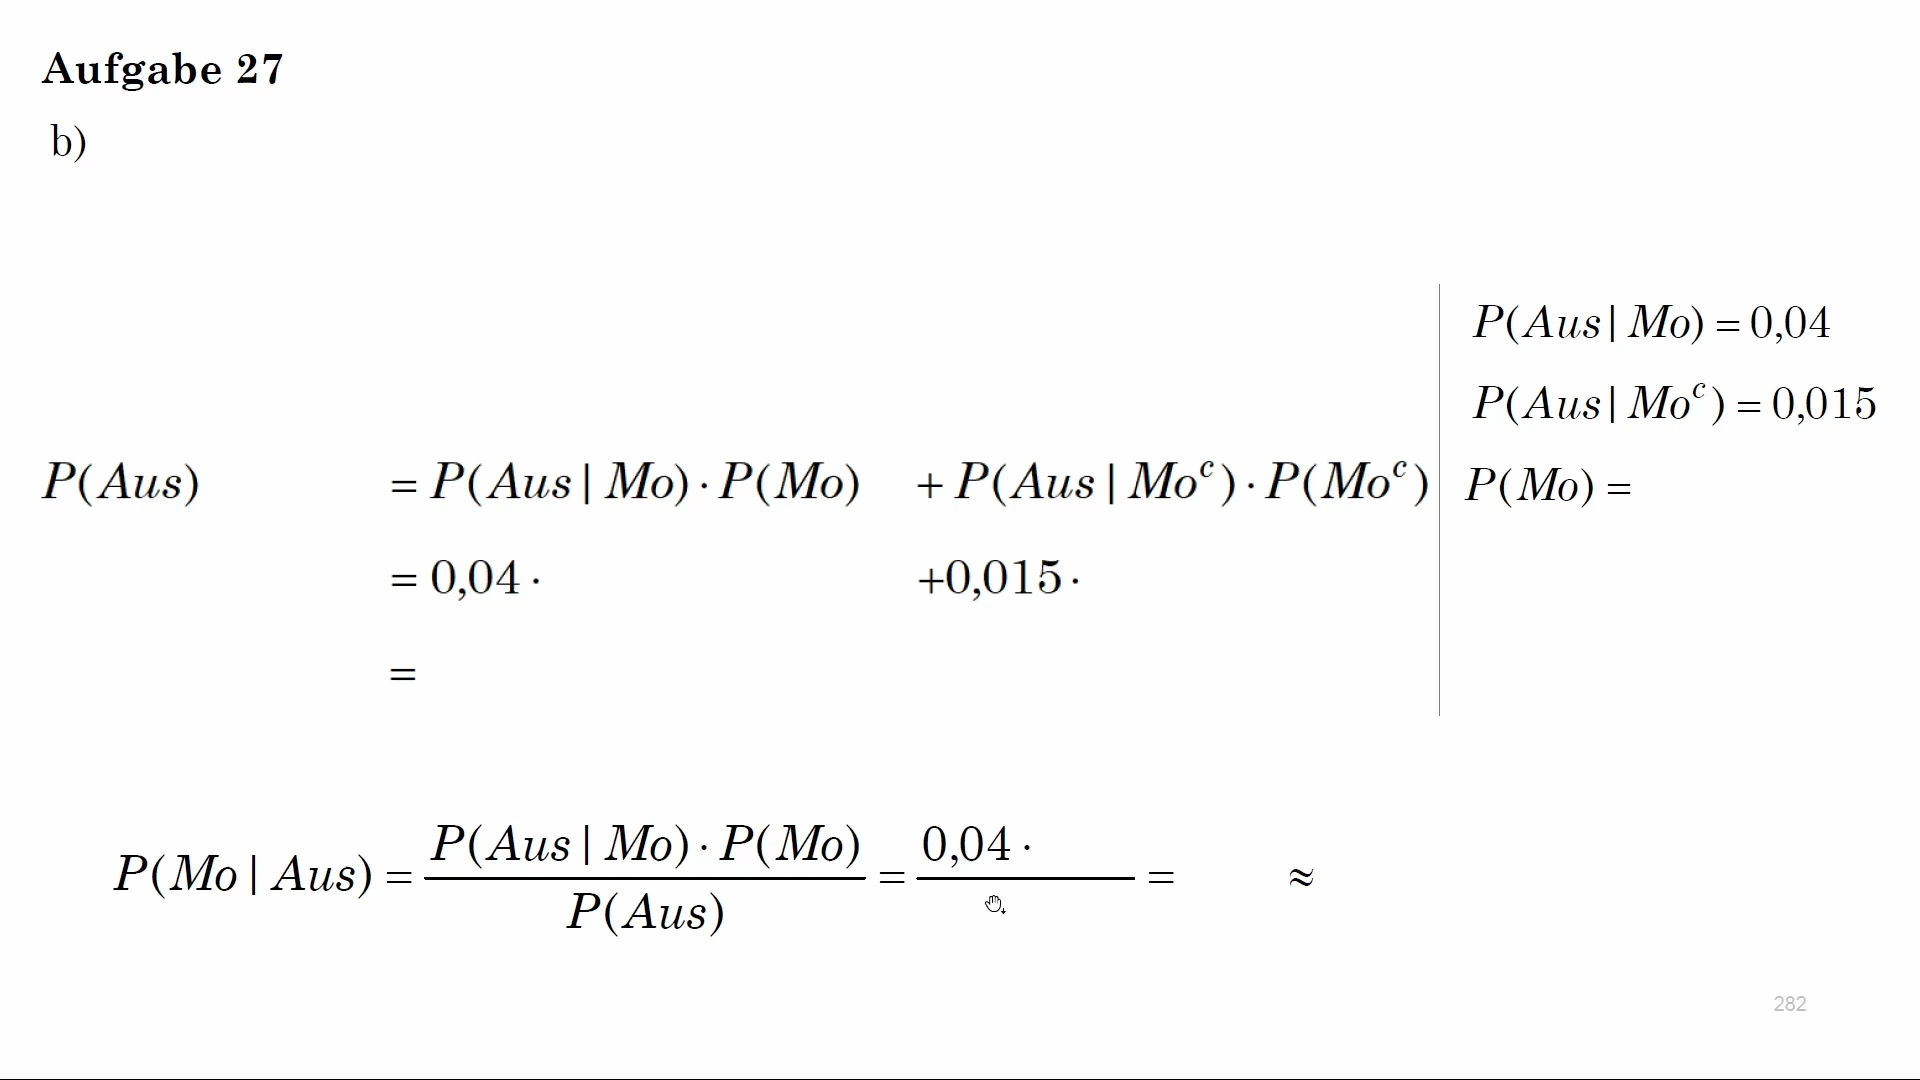 Aufgabe 27
b)
P(Aus | Mo) = 0,04
P(Aus | Mo^c) = 0,015
P(Aus) = P(Aus | Mo) · P(Mo) + P(Aus | Mo^c) · P(Mo^c)
P(Mo) =
= 0,04 · +0,015 ·
=
P(Aus | Mo) · P(Mo) 0,04 ·
P(Mo | Aus) = = = ≈
P(Aus)
282